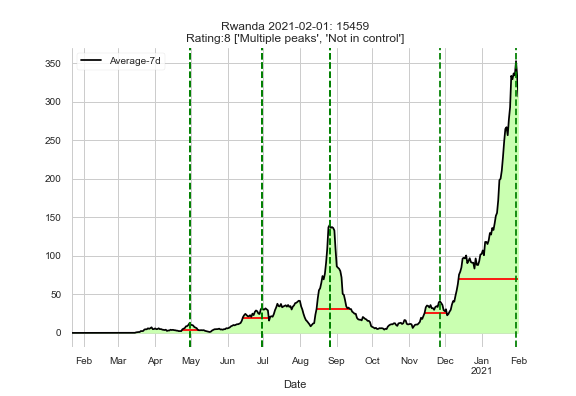 Rwanda 2021-02-01: 15459
Rating:8 ['Multiple peaks', 'Not in control']
Average-7d
350
300
250
200
150
100
50
0
Feb Mar Apr May Jun Jul Aug Sep Oct Nov Dec Jan Feb
2021
Date